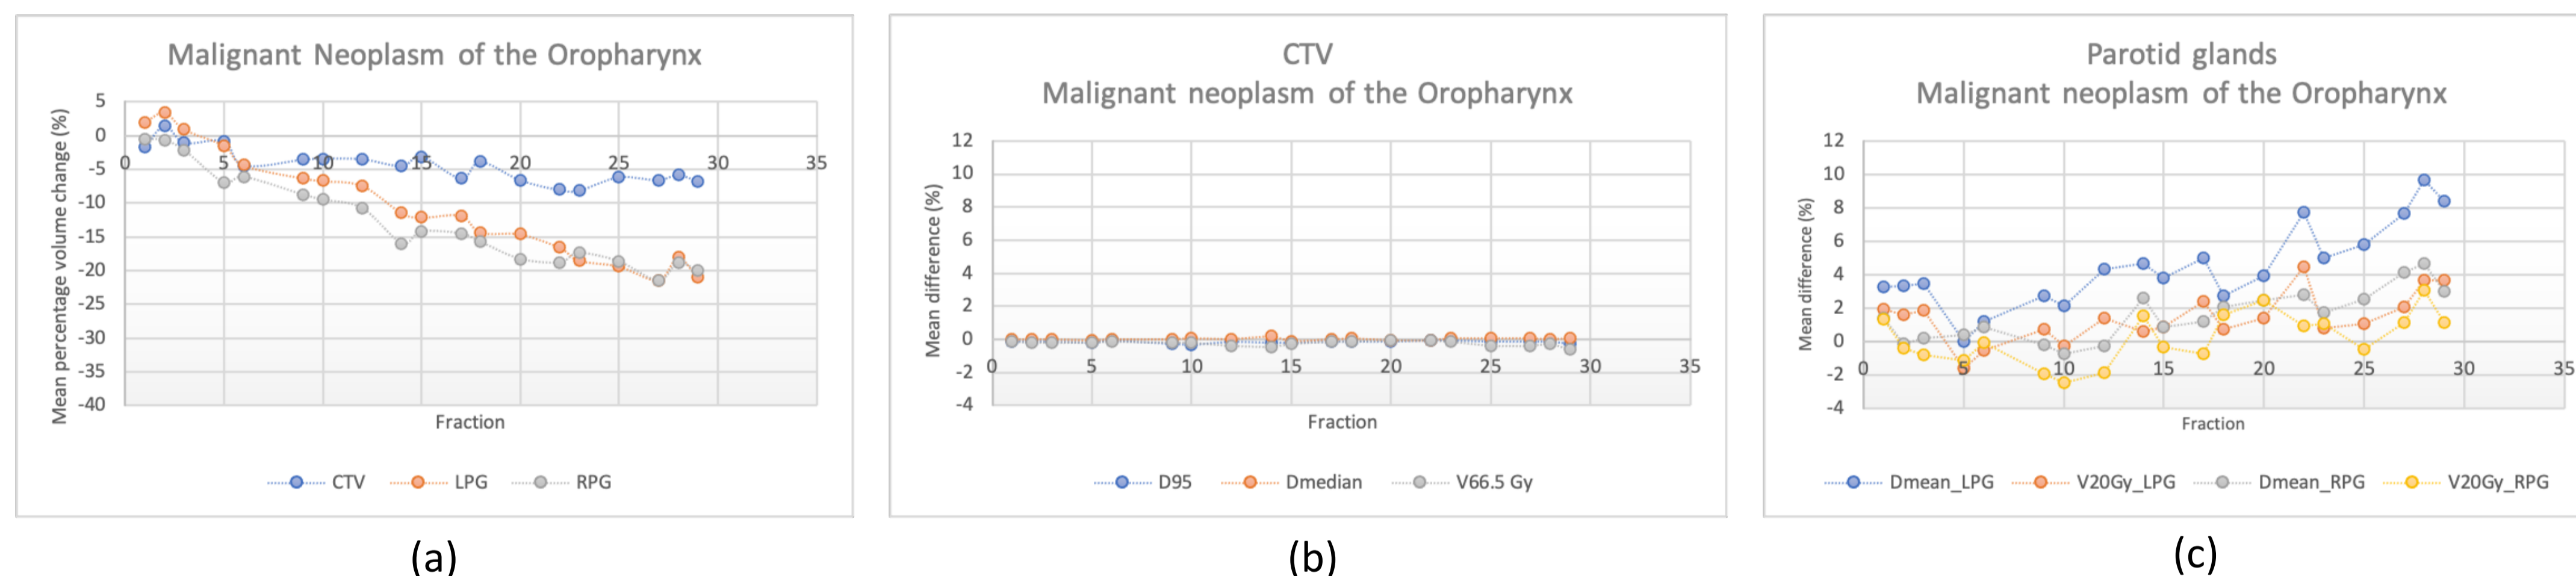 Malignant Neoplasm of the Oropharynx
Mean percentage volume change (%)
5
0
-5
-10
-15
-20
-25
-30
-35
-40
0 5 10 15 20 25 30 35
Fraction
CTV LPG RPG
(a)
CTV
Malignant neoplasm of the Oropharynx
Mean difference (%)
12
10
8
6
4
2
0
-2
-4
0 5 10 15 20 25 30 35
Fraction
D95 Dmedian V66.5 Gy
(b)
Parotid glands
Malignant neoplasm of the Oropharynx
Mean difference (%)
12
10
8
6
4
2
0
-2
-4
0 5 10 15 20 25 30 35
Fraction
Dmean_LPG V20Gy_LPG Dmean_RPG V20Gy_RPG
(c)